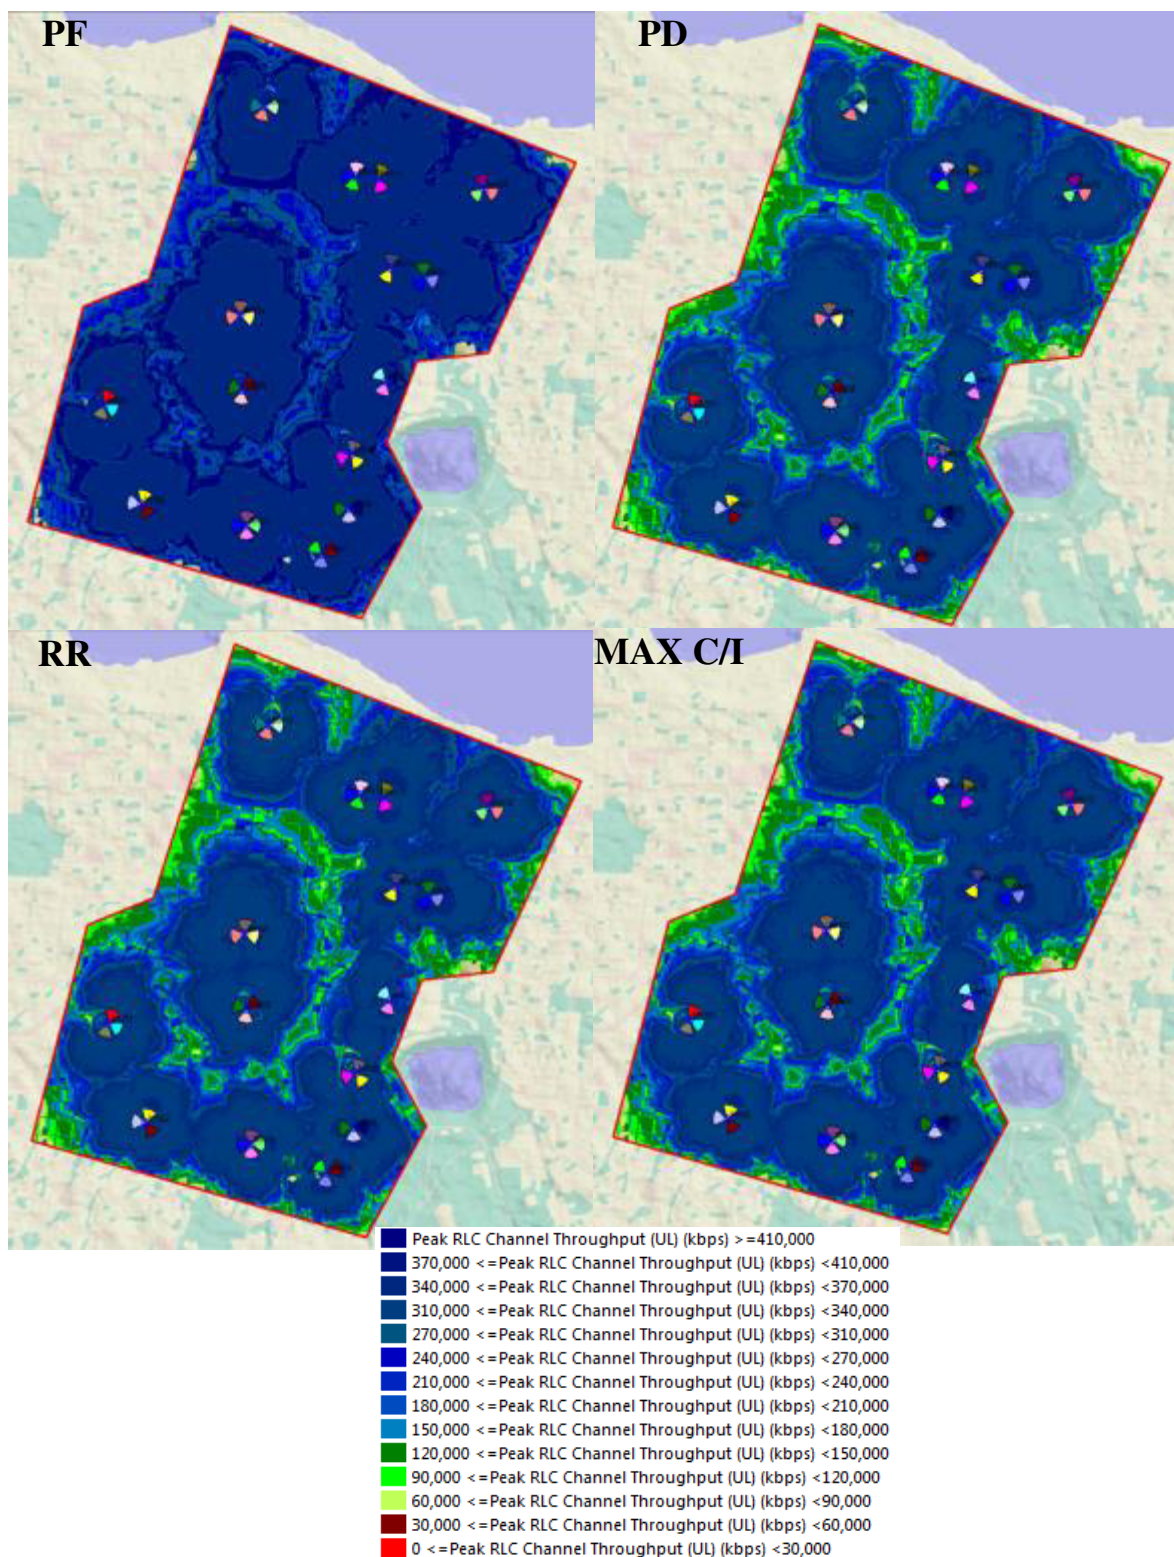 PF
PD
RR
MAX C/I
Peak RLC Channel Throughput (UL) (kbps) >=410,000
370,000 <=Peak RLC Channel Throughput (UL) (kbps) <410,000
340,000 <=Peak RLC Channel Throughput (UL) (kbps) <370,000
310,000 <=Peak RLC Channel Throughput (UL) (kbps) <340,000
270,000 <=Peak RLC Channel Throughput (UL) (kbps) <310,000
240,000 <=Peak RLC Channel Throughput (UL) (kbps) <270,000
210,000 <=Peak RLC Channel Throughput (UL) (kbps) <240,000
180,000 <=Peak RLC Channel Throughput (UL) (kbps) <210,000
150,000 <=Peak RLC Channel Throughput (UL) (kbps) <180,000
120,000 <=Peak RLC Channel Throughput (UL) (kbps) <150,000
90,000 <=Peak RLC Channel Throughput (UL) (kbps) <120,000
60,000 <=Peak RLC Channel Throughput (UL) (kbps) <90,000
30,000 <=Peak RLC Channel Throughput (UL) (kbps) <60,000
0 <=Peak RLC Channel Throughput (UL) (kbps) <30,000